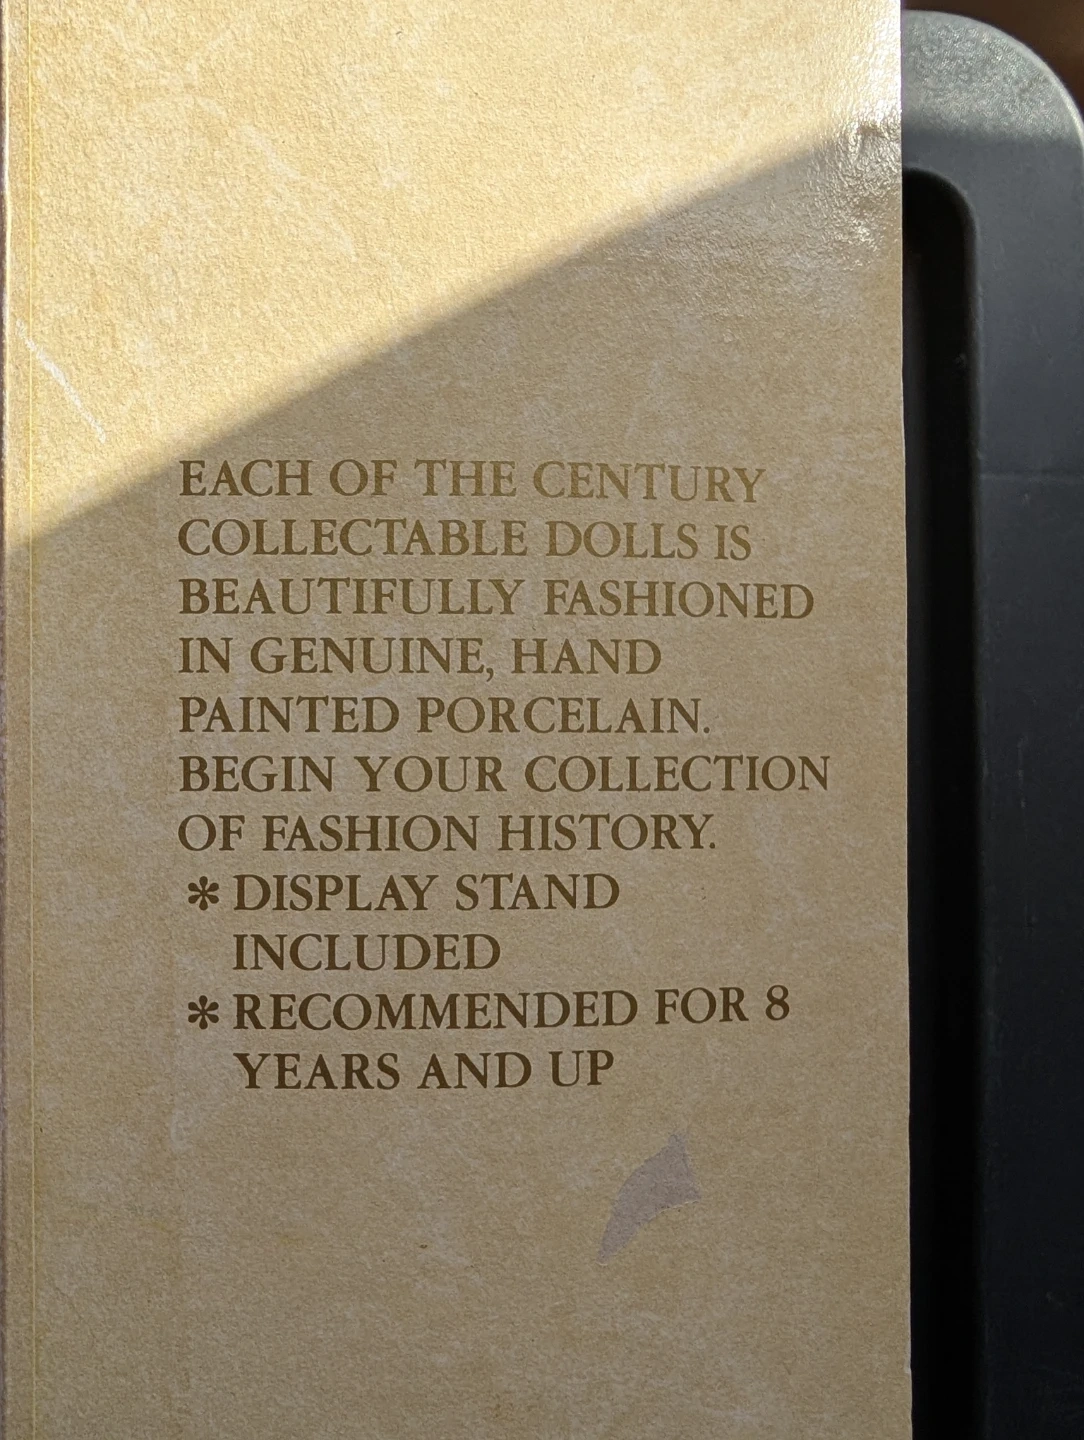 EACH OF THE CENTURY
COLLECTABLE DOLLS IS
BEAUTIFULLY FASHIONED
IN GENUINE, HAND
PAINTED PORCELAIN.
BEGIN YOUR COLLECTION
OF FASHION HISTORY.
* DISPLAY STAND
INCLUDED
* RECOMMENDED FOR 8
YEARS AND UP